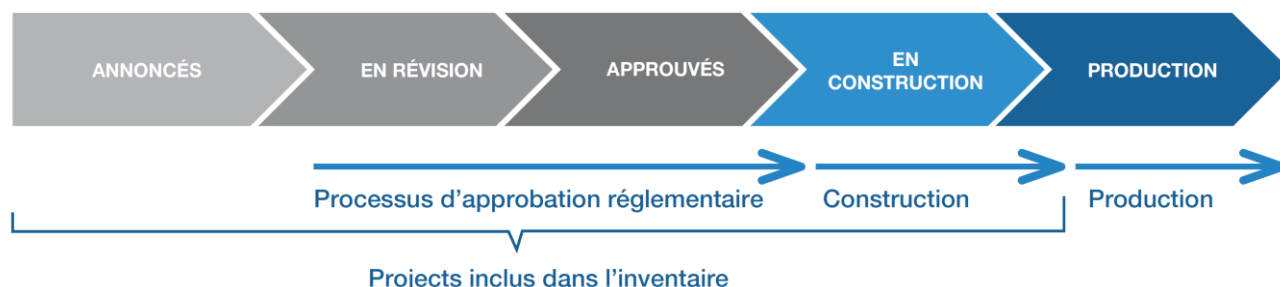 ANNONCÉS
EN RÉVISION
APPROUVÉS
EN
CONSTRUCTION
PRODUCTION
Processus d'approbation réglementaire
Construction
Production
Projects inclus dans l'inventaire